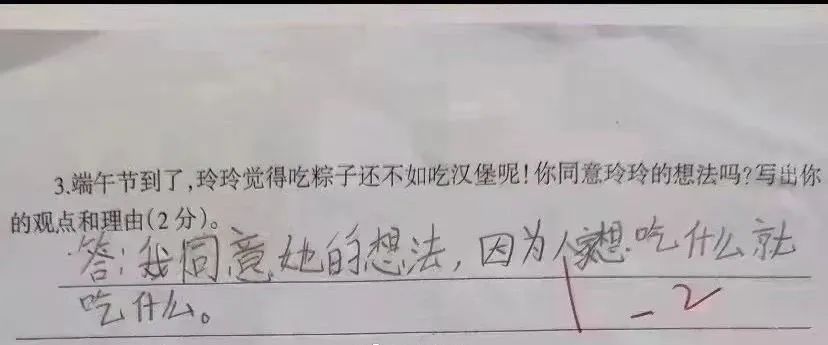 3.端午节到了,玲玲觉得吃粽子还不如吃汉堡呢!你同意玲玲的想法吗?写出你
的观点和理由(2分)。
答:我同意她的想法,因为人家想吃什么就
吃什么。
-2